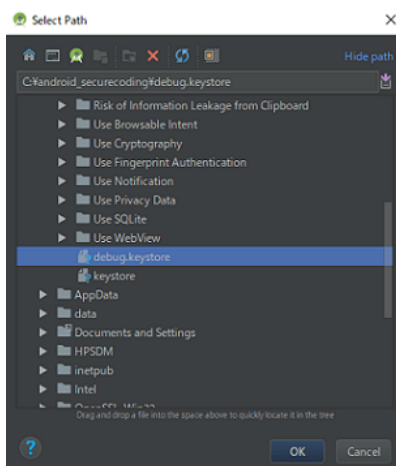 Select Path
Hide path
C:¥android_securecoding¥debug.keystore
Risk of Information Leakage from Clipboard
Use Browsable Intent
Use Cryptography
Use Fingerprint Authentication
Use Notification
Use Privacy Data
Use SQLite
Use WebView
debug.keystore
keystore
AppData
data
Documents and Settings
HPSDM
inetpub
Intel
Drag and drop a file into the space above to quickly locate it in the tree
?
OK
Cancel